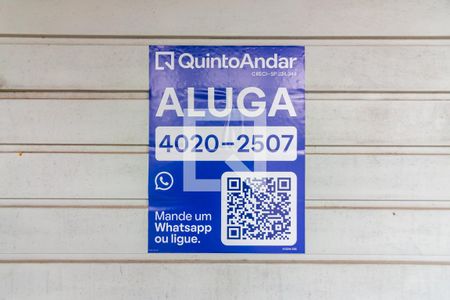 QuintoAndar
ALUGA
4020-2507
Mande um
Whatsapp
ou ligue.